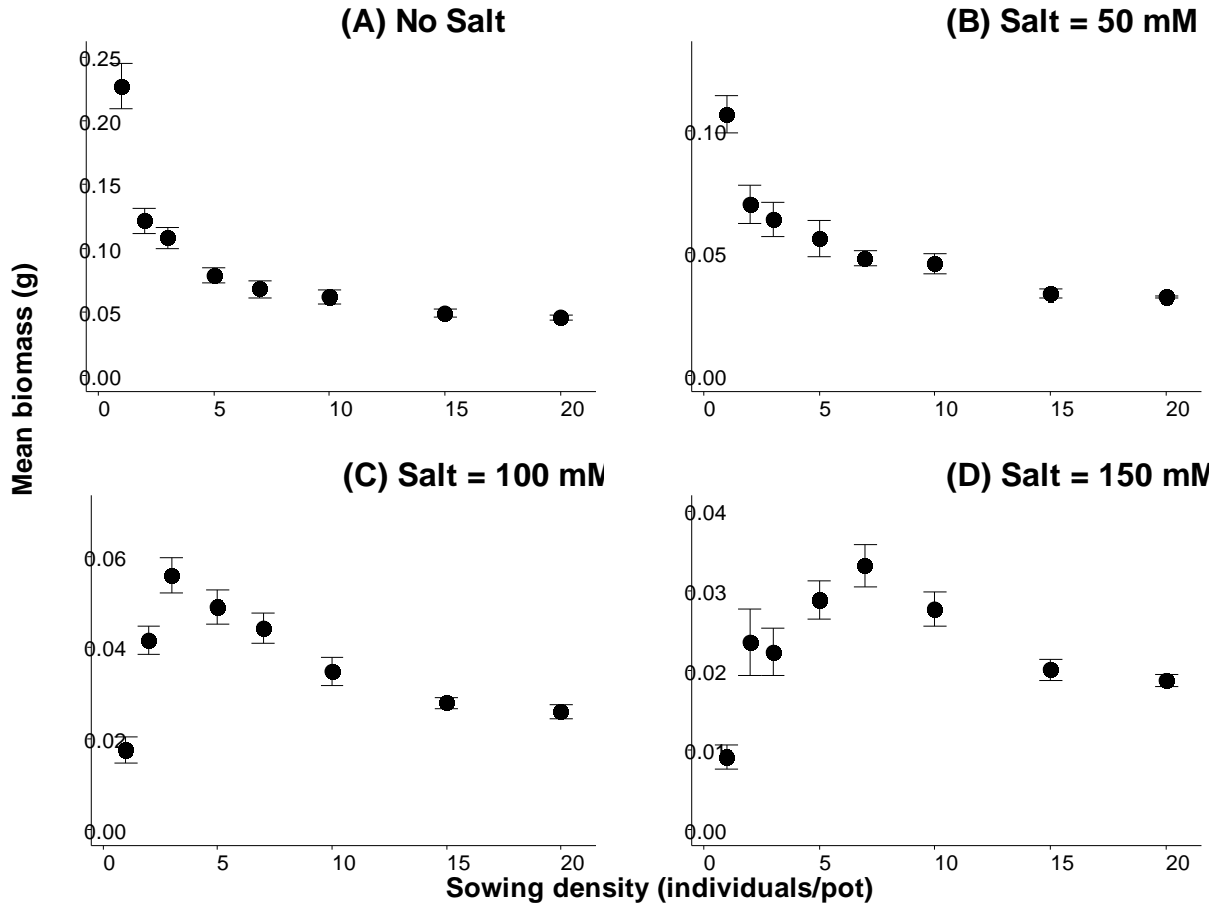 (A) No Salt
(B) Salt = 50 mM
0.25
0.20
0.15
0.10
0.05
0.00
0 5 10 15 20
0.10
0.05
0.00
0 5 10 15 20
Mean biomass (g)
(C) Salt = 100 mM
(D) Salt = 150 mM
0.06
0.04
0.02
0.00
0 5 10 15 20
0.04
0.03
0.02
0.01
0.00
0 5 10 15 20
Sowing density (individuals/pot)